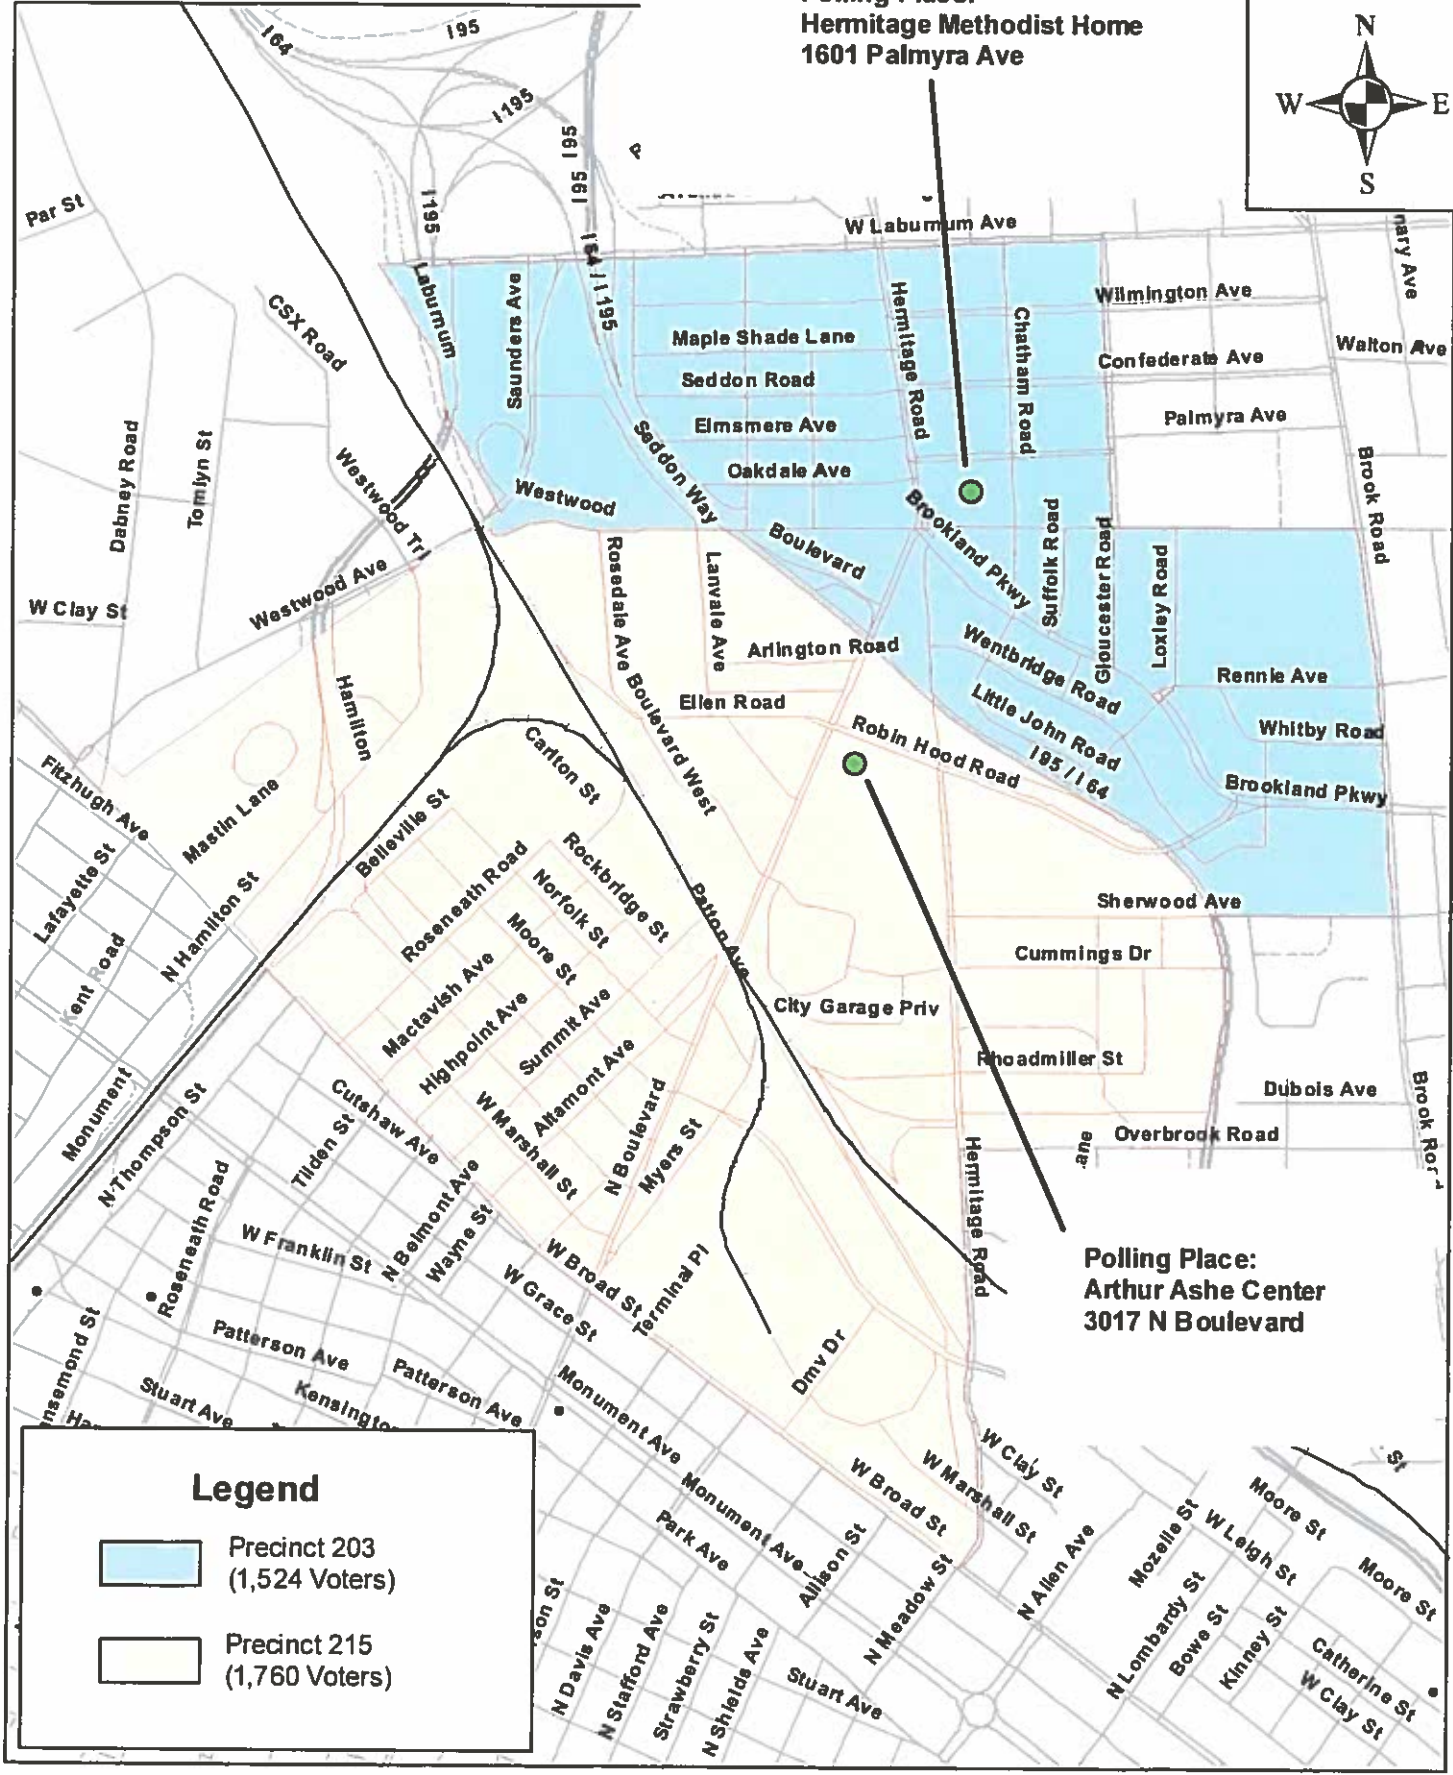 Hermitage Methodist Home
1601 Palmyra Ave
N
W
E
S
I 64
I 95
I 195
I 95
I 95
I 195
Par St
W Laburnum Ave
I 64 / I 195
Laburnum
Saunders Ave
Hermitage Road
Chatham Road
Wilmington Ave
Maple Shade Lane
Confederate Ave
Walton Ave
CSX Road
Seddon Road
Elmsmere Ave
Palmyra Ave
Oakdale Ave
Seddon Way
Dabney Road
Tomlyn St
Westwood Trl
Westwood
Brook Road
Boulevard
Brookland Pkwy
Suffolk Road
Gloucester Road
Loxley Road
Rosedale Ave
Lanvale Ave
Westwood Ave
W Clay St
Arlington Road
Wentbridge Road
Rennie Ave
Hamilton
Ellen Road
Little John Road
Whitby Road
Boulevard West
Robin Hood Road
I 95 / I 64
Brookland Pkwy
Carlton St
Fitzhugh Ave
Mastin Lane
Belleville St
Lafayette St
Kent Road
N Hamilton St
Roseneath Road
Rockbridge St
Norfolk St
Moore St
Patton Ave
Sherwood Ave
Cummings Dr
Mactavish Ave
Highpoint Ave
Summit Ave
Altamont Ave
City Garage Priv
Rhoadmiller St
Dubois Ave
Monument
N Thompson St
Cutshaw Ave
Tilden St
W Marshall St
N Boulevard
Myers St
Overbrook Road
Hermitage Road
Roseneath Road
W Franklin St
N Belmont Ave
Wayne St
W Broad St
W Grace St
Terminal Pl
Polling Place:
Arthur Ashe Center
3017 N Boulevard
Patterson Ave
Patterson Ave
Stuart Ave
Monument Ave
Dmv Dr
Legend
Precinct 203
(1,524 Voters)
Precinct 215
(1,760 Voters)
Monument Ave
Park Ave
Allison St
W Broad St
W Marshall St
W Clay St
N Meadow St
N Allen Ave
Mozelle St
W Leigh St
Moore St
Moore St
St
N Davis Ave
N Stafford Ave
Strawberry St
N Shields Ave
Stuart Ave
N Lombardy St
Bowe St
Kinney St
Catherine St
W Clay St